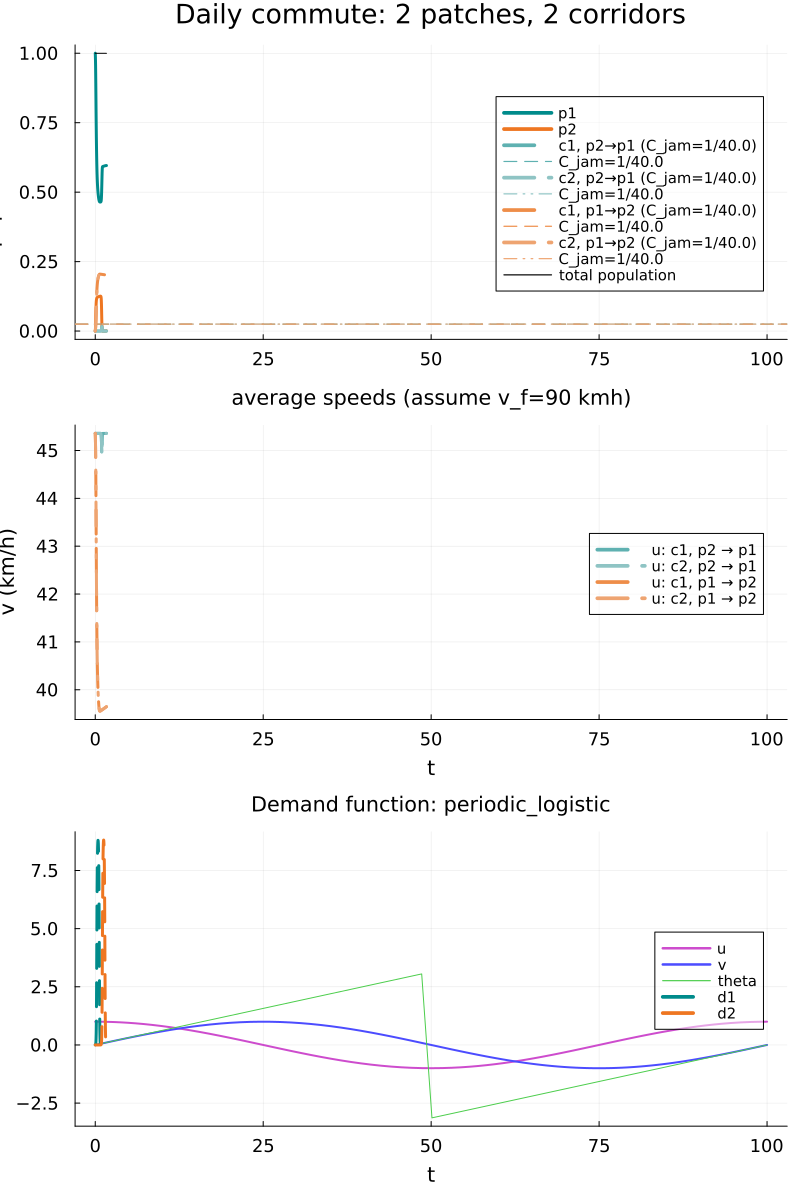 Daily commute: 2 patches, 2 corridors
1.00
0.75
0.50
0.25
0.00
p1
p2
c1, p2→p1 (C_jam=1/40.0)
C_jam=1/40.0
c2, p2→p1 (C_jam=1/40.0)
C_jam=1/40.0
c1, p1→p2 (C_jam=1/40.0)
C_jam=1/40.0
c2, p1→p2 (C_jam=1/40.0)
C_jam=1/40.0
total population
0 25 50 75 100
average speeds (assume v_f=90 kmh)
v (km/h)
45
44
43
42
41
40
u: c1, p2 → p1
u: c2, p2 → p1
u: c1, p1 → p2
u: c2, p1 → p2
0 25 50 75 100
t
Demand function: periodic_logistic
7.5
5.0
2.5
0.0
−2.5
u
v
theta
d1
d2
0 25 50 75 100
t